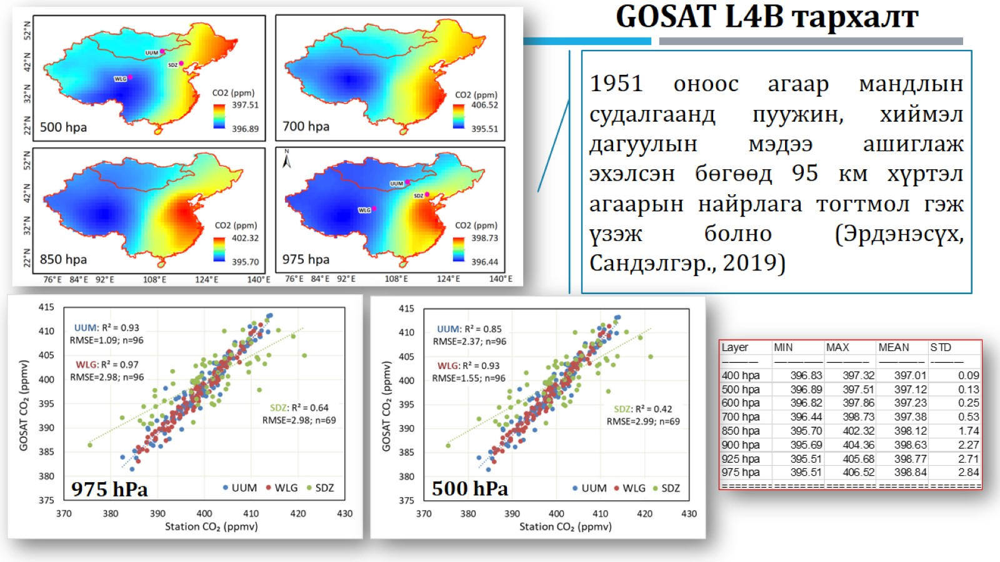 GOSAT L4B тархалт
1951 оноос агаар мандлын
судалгаанд пуужин, хиймэл
дагуулын мэдээ ашиглаж
эхэлсэн бөгөөд 95 км хүртэл
агаарын найрлага тогтмол гэж
үзэж болно (Эрдэнэсүх,
Сандэлгэр., 2019)
52°N
42°N
32°N
22°N
UUM
SDZ
WLG
CO2 (ppm)
397.51
396.89
500 hpa
CO2 (ppm)
406.52
395.51
700 hpa
52°N
42°N
32°N
22°N
CO2 (ppm)
402.32
395.70
850 hpa
N
UUM
SDZ
WLG
CO2 (ppm)
398.73
396.44
975 hpa
76°E 84°E 92°E 108°E 124°E 140°E
76°E 84°E 92°E 108°E 124°E 140°E
GOSAT CO₂ (ppmv)
415
410
405
400
395
390
385
380
375
UUM: R² = 0.93
RMSE=1.09; n=96
WLG: R² = 0.97
RMSE=2.98; n=96
SDZ: R² = 0.64
RMSE=2.98; n=69
975 hPa
UUM WLG SDZ
370 380 390 400 410 420 430
Station CO₂ (ppmv)
GOSAT CO₂ (ppmv)
415
410
405
400
395
390
385
380
375
UUM: R² = 0.85
RMSE=2.37; n=96
WLG: R² = 0.93
RMSE=1.55; n=96
SDZ: R² = 0.42
RMSE=2.99; n=69
500 hPa
UUM WLG SDZ
370 380 390 400 410 420 430
Station CO₂ (ppmv)
Layer MIN MAX MEAN STD
400 hpa 396.83 397.32 397.01 0.09
500 hpa 396.89 397.51 397.12 0.13
600 hpa 396.82 397.86 397.23 0.25
700 hpa 396.44 398.73 397.38 0.53
850 hpa 395.70 402.32 398.12 1.74
900 hpa 395.69 404.36 398.63 2.27
925 hpa 395.51 405.68 398.77 2.71
975 hpa 395.51 406.52 398.84 2.84